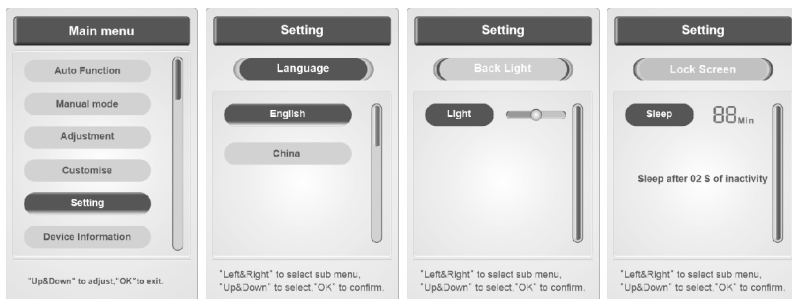 Main menu
Auto Function
Manual mode
Adjustment
Customise
Setting
Device Information
"Up&Down" to adjust,"OK"to exit.
Setting
Language
English
China
"Left&Right" to select sub menu,
"Up&Down" to select."OK" to confirm.
Setting
Back Light
Light
"Left&Right" to select sub menu,
"Up&Down" to select."OK" to confirm.
Setting
Lock Screen
Sleep 88 Min
Sleep after 02 S of inactivity
"Left&Right" to select sub menu,
"Up&Down" to select."OK" to confirm.